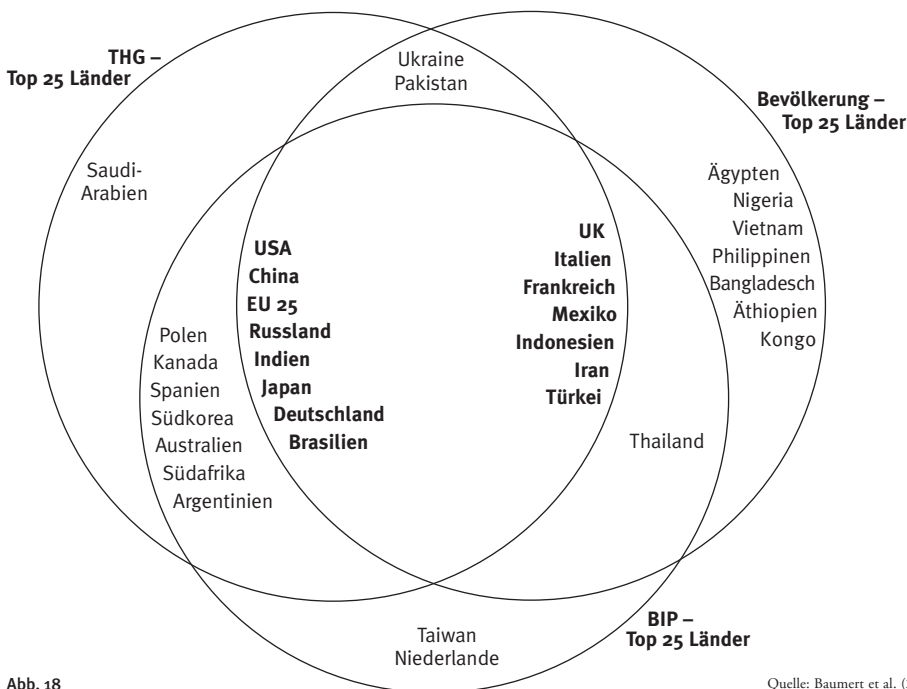 THG –
Top 25 Länder
Ukraine
Pakistan
Bevölkerung –
Top 25 Länder
Saudi-
Arabien
Ägypten
Nigeria
Vietnam
Philippinen
Bangladesch
Äthiopien
Kongo
USA
China
EU 25
Russland
Indien
Japan
Deutschland
Brasilien
UK
Italien
Frankreich
Mexiko
Indonesien
Iran
Türkei
Polen
Kanada
Spanien
Südkorea
Australien
Südafrika
Argentinien
Thailand
Taiwan
Niederlande
BIP –
Top 25 Länder
Abb. 18
Quelle: Baumert et al. (